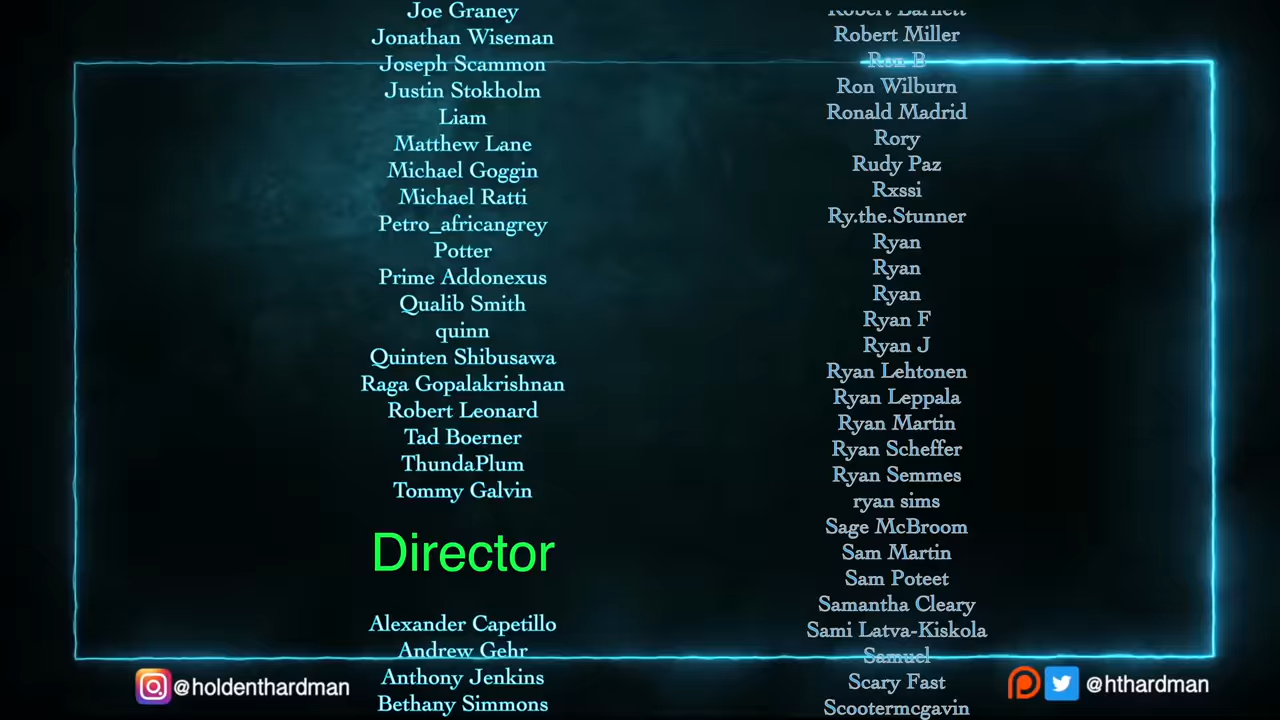 Joe Graney
Jonathan Wiseman
Joseph Scammon
Justin Stokholm
Liam
Matthew Lane
Michael Goggin
Michael Ratti
Petro_africangrey
Potter
Prime Addonexus
Qualib Smith
quinn
Quinten Shibusawa
Raga Gopalakrishnan
Robert Leonard
Tad Boerner
ThundaPlum
Tommy Galvin
Director
Alexander Capetillo
Andrew Gehr
Anthony Jenkins
Bethany Simmons
Robert Barnett
Robert Miller
Ron B
Ron Wilburn
Ronald Madrid
Rory
Rudy Paz
Rxssi
Ry.the.Stunner
Ryan
Ryan
Ryan
Ryan F
Ryan J
Ryan Lehtonen
Ryan Leppala
Ryan Martin
Ryan Scheffer
Ryan Semmes
ryan sims
Sage McBroom
Sam Martin
Sam Poteet
Samantha Cleary
Sami Latva-Kiskola
Samuel
Scary Fast
Scootermcgavin
@holdenthardman
@hthardman